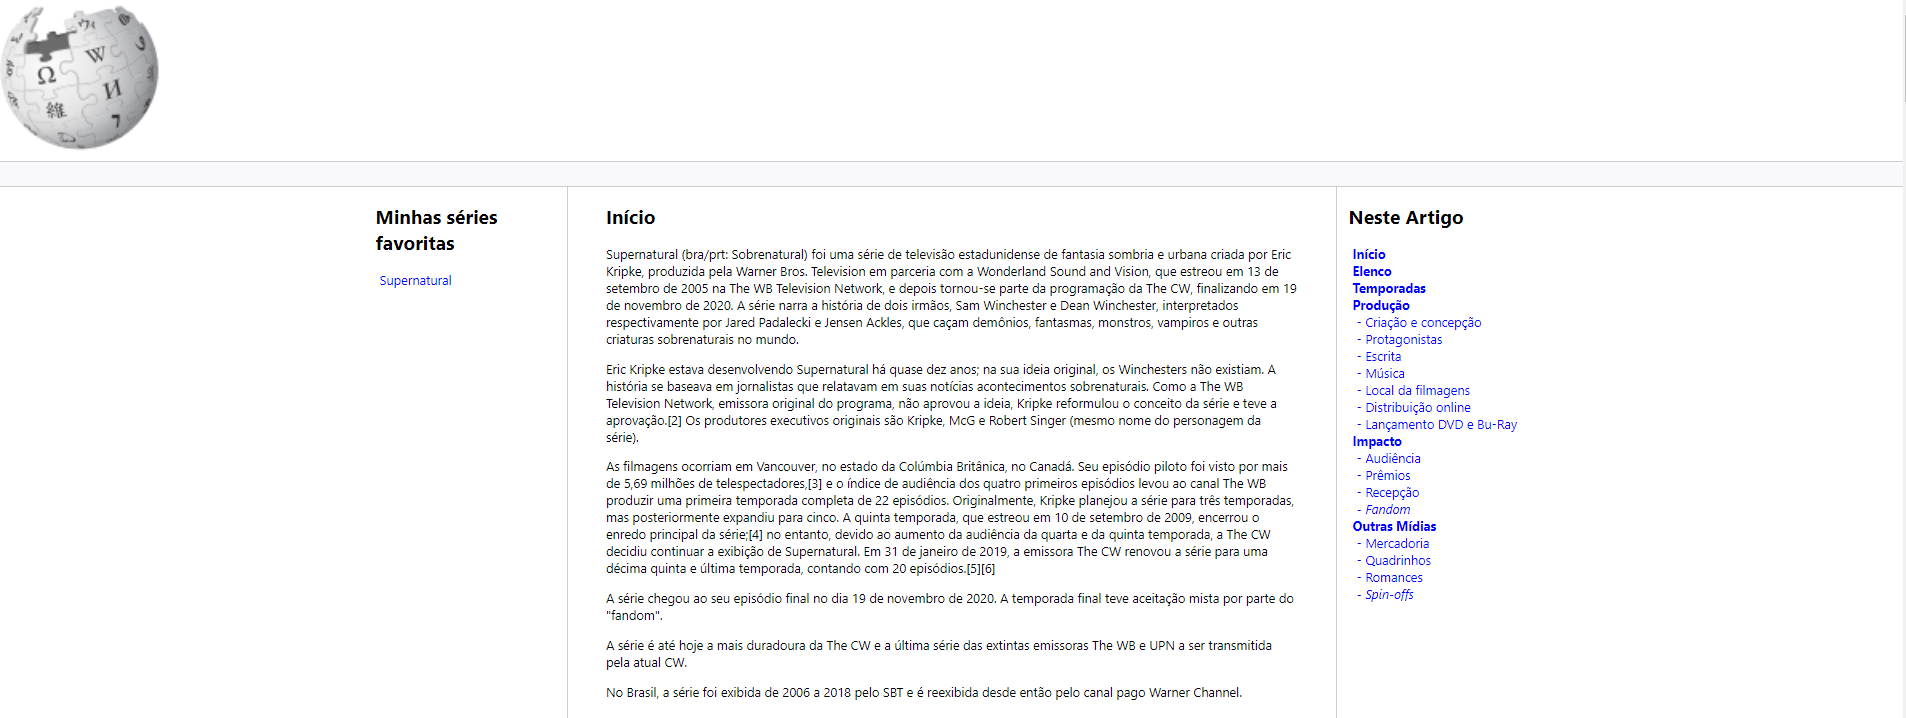 W
Ω
И
維
7
Minhas séries
favoritas
Supernatural
Início
Supernatural (bra/prt: Sobrenatural) foi uma série de televisão estadunidense de fantasia sombria e urbana criada por Eric
Kripke, produzida pela Warner Bros. Television em parceria com a Wonderland Sound and Vision, que estreou em 13 de
setembro de 2005 na The WB Television Network, e depois tornou-se parte da programação da The CW, finalizando em 19
de novembro de 2020. A série narra a história de dois irmãos, Sam Winchester e Dean Winchester, interpretados
respectivamente por Jared Padalecki e Jensen Ackles, que caçam demônios, fantasmas, monstros, vampiros e outras
criaturas sobrenaturais no mundo.
Eric Kripke estava desenvolvendo Supernatural há quase dez anos; na sua ideia original, os Winchesters não existiam. A
história se baseava em jornalistas que relatavam em suas notícias acontecimentos sobrenaturais. Como a The WB
Television Network, emissora original do programa, não aprovou a ideia, Kripke reformulou o conceito da série e teve a
aprovação.[2] Os produtores executivos originais são Kripke, McG e Robert Singer (mesmo nome do personagem da
série).
As filmagens ocorriam em Vancouver, no estado da Colúmbia Britânica, no Canadá. Seu episódio piloto foi visto por mais
de 5,69 milhões de telespectadores,[3] e o índice de audiência dos quatro primeiros episódios levou ao canal The WB
produzir uma primeira temporada completa de 22 episódios. Originalmente, Kripke planejou a série para três temporadas,
mas posteriormente expandiu para cinco. A quinta temporada, que estreou em 10 de setembro de 2009, encerrou o
enredo principal da série;[4] no entanto, devido ao aumento da audiência da quarta e da quinta temporada, a The CW
decidiu continuar a exibição de Supernatural. Em 31 de janeiro de 2019, a emissora The CW renovou a série para uma
décima quinta e última temporada, contando com 20 episódios.[5][6]
A série chegou ao seu episódio final no dia 19 de novembro de 2020. A temporada final teve aceitação mista por parte do
"fandom".
A série é até hoje a mais duradoura da The CW e a última série das extintas emissoras The WB e UPN a ser transmitida
pela atual CW.
No Brasil, a série foi exibida de 2006 a 2018 pelo SBT e é reexibida desde então pelo canal pago Warner Channel.
Neste Artigo
Início
Elenco
Temporadas
Produção
- Criação e concepção
- Protagonistas
- Escrita
- Música
- Local da filmagens
- Distribuição online
- Lançamento DVD e Bu-Ray
Impacto
- Audiência
- Prêmios
- Recepção
- Fandom
Outras Mídias
- Mercadoria
- Quadrinhos
- Romances
- Spin-offs